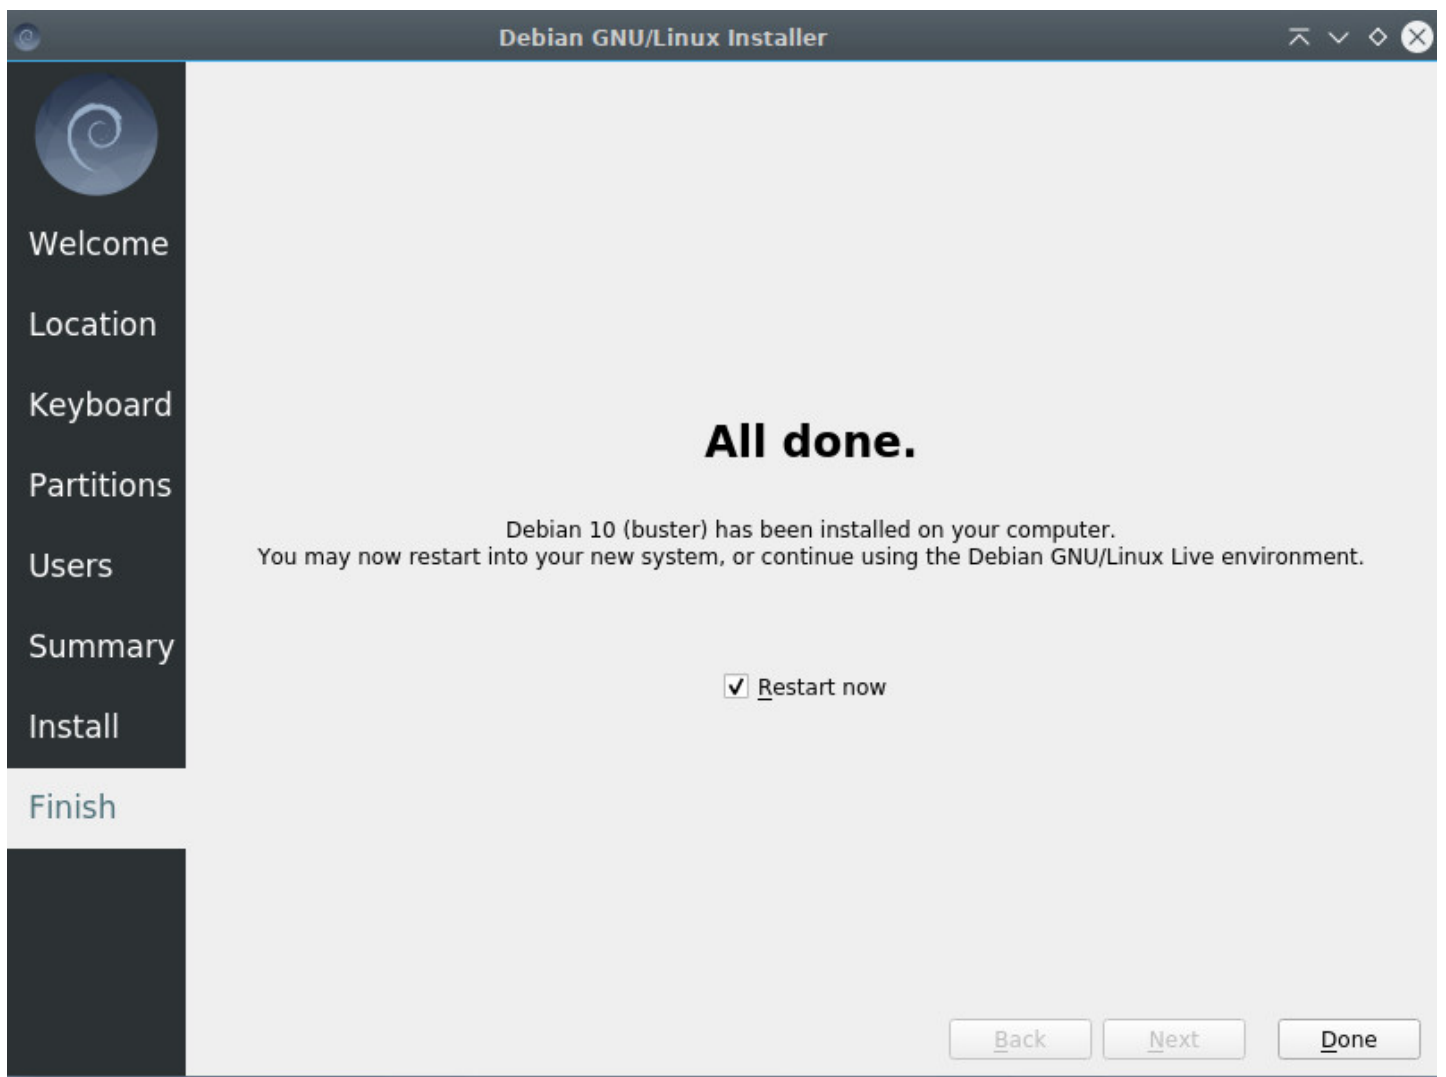 Debian GNU/Linux Installer
Welcome
Location
Keyboard
Partitions
Users
Summary
Install
Finish
All done.
Debian 10 (buster) has been installed on your computer.
You may now restart into your new system, or continue using the Debian GNU/Linux Live environment.
Restart now
Back
Next
Done